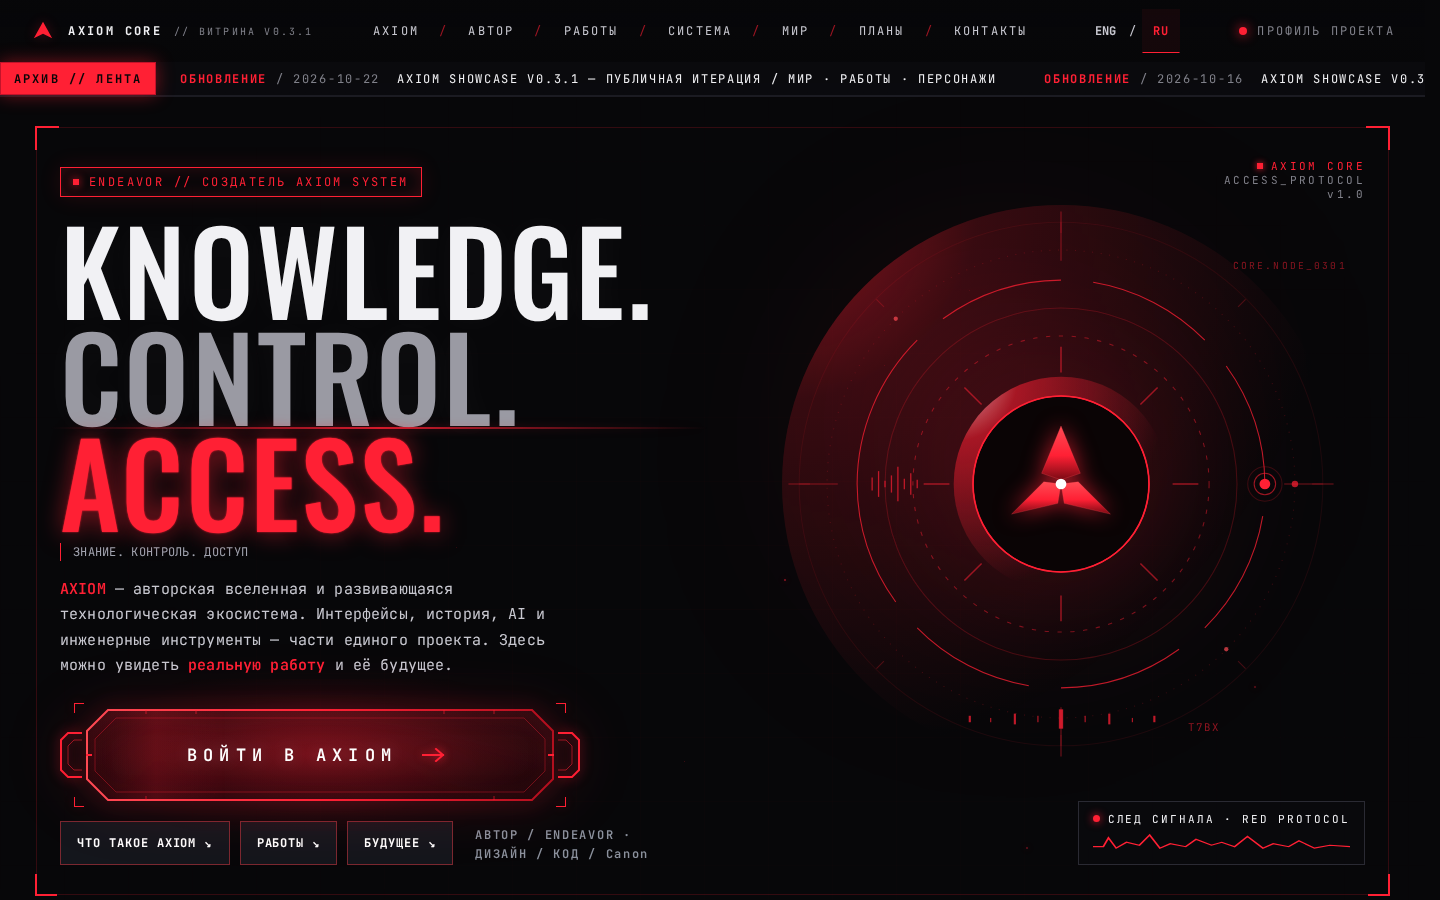 AXIOM CORE // ВИТРИНА V0.3.1 АХIОМ / АВТОР / РАБОТЫ / СИСТЕМА / МИР / ПЛАНЫ / КОНТАКТЫ ENG / RU ПРОФИЛЬ ПРОЕКТА
АРХИВ // ЛЕНТА ОБНОВЛЕНИЕ / 2026-10-22 AXIOM SHOWCASE V0.3.1 — ПУБЛИЧНАЯ ИТЕРАЦИЯ / МИР · РАБОТЫ · ПЕРСОНАЖИ ОБНОВЛЕНИЕ / 2026-10-16 AXIOM SHOWCASE V0.3
ENDEAVOR // СОЗДАТЕЛЬ AXIOM SYSTEM
KNOWLEDGE.
CONTROL.
ACCESS.
ЗНАНИЕ. КОНТРОЛЬ. ДОСТУП
AXIOM — авторская вселенная и развивающаяся
технологическая экосистема. Интерфейсы, история, AI и
инженерные инструменты — части единого проекта. Здесь
можно увидеть реальную работу и её будущее.
ВОЙТИ В AXIOM →
ЧТО ТАКОЕ AXIOM ↘ РАБОТЫ ↘ БУДУЩЕЕ ↘
АВТОР / ENDEAVOR ·
ДИЗАЙН / КОД / Canon
AXIOM CORE
ACCESS_PROTOCOL
v1.0
CORE.NODE_0301
T7BX
СЛЕД СИГНАЛА · RED PROTOCOL